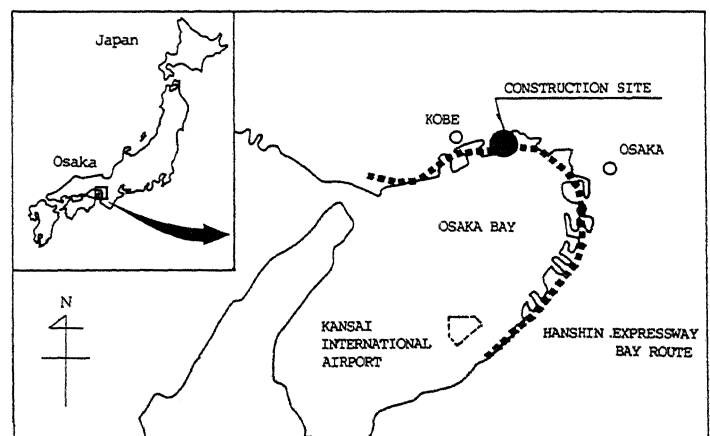 Japan
Osaka
CONSTRUCTION SITE
KOBE
OSAKA
OSAKA BAY
N
KANSAI
INTERNATIONAL
AIRPORT
HANSHIN .EXPRESSWAY
BAY ROUTE